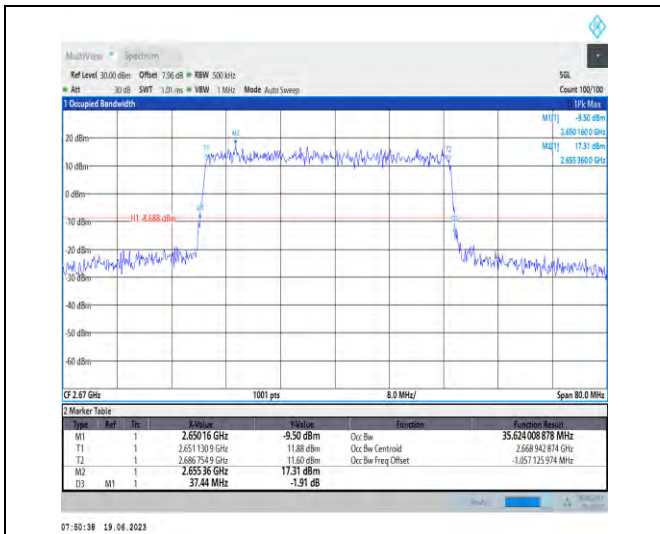 MultiView Spectrum
Ref Level 30.00 dBm Offset 7.96 dB RBW 500 kHz SGL
Att 30 dB SWT 1.01 ms VBW 1 MHz Mode Auto Sweep Count 100/100
1 Occupied Bandwidth 1Pk Max
M1[1] -9.50 dBm
2.650 160 0 GHz
M2[1] 17.31 dBm
2.655 360 0 GHz
20 dBm
M2
T1 T2
10 dBm
0 dBm
-10 dBm
H1 -8.688 dBm
-20 dBm
-30 dBm
-40 dBm
-50 dBm
-60 dBm
CF 2.67 GHz 1001 pts 8.0 MHz/ Span 80.0 MHz
2 Marker Table
Type Ref Trc X-Value Y-Value Function Function Result
M1 1 2.65016 GHz -9.50 dBm Occ Bw 35.624 008 878 MHz
T1 1 2.651 130 9 GHz 11.88 dBm Occ Bw Centroid 2.668 942 874 GHz
T2 1 2.686 754 9 GHz 11.60 dBm Occ Bw Freq Offset -1.057 125 974 MHz
M2 1 2.655 36 GHz 17.31 dBm
D3 M1 1 37.44 MHz -1.91 dB
07:50:38 19.06.2023